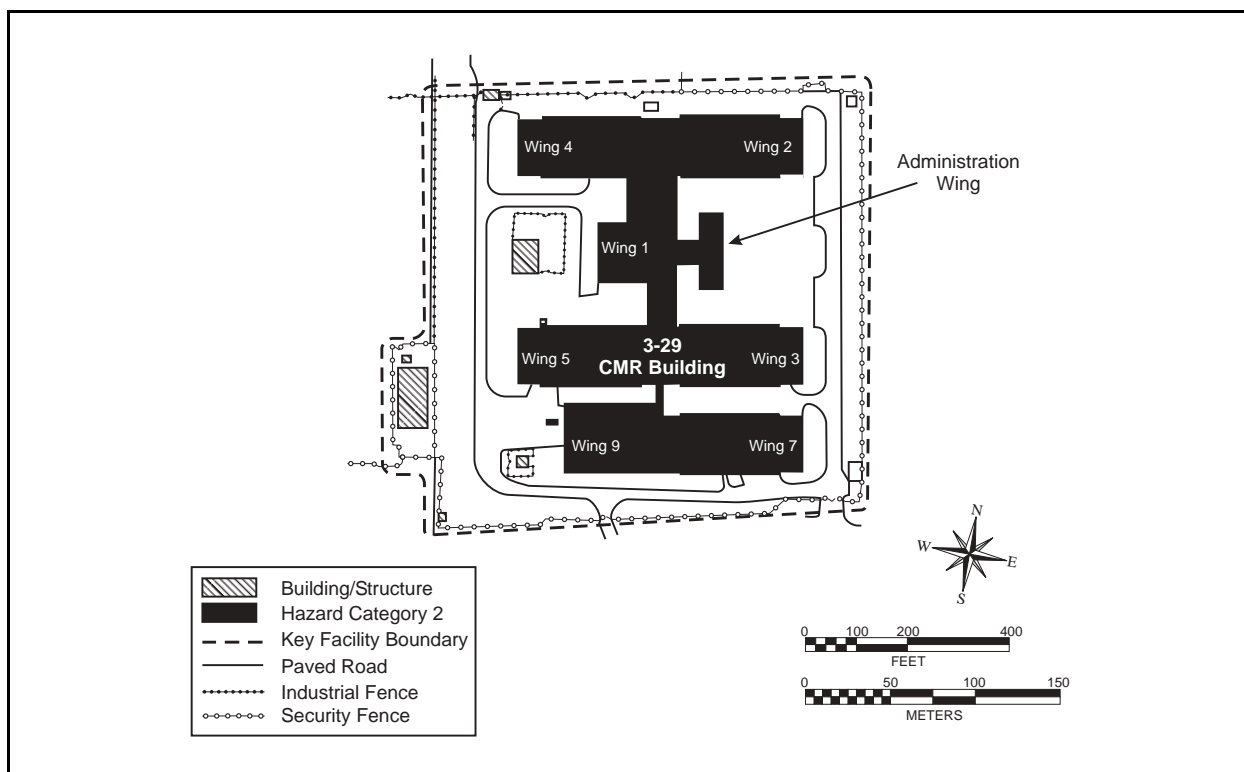 Wing 4
Wing 2
Administration
Wing
Wing 1
3-29
CMR Building
Wing 5
Wing 3
Wing 9
Wing 7
N
W
E
S
Building/Structure
Hazard Category 2
Key Facility Boundary
Paved Road
Industrial Fence
Security Fence
0 100 200 400
FEET
0 50 100 150
METERS